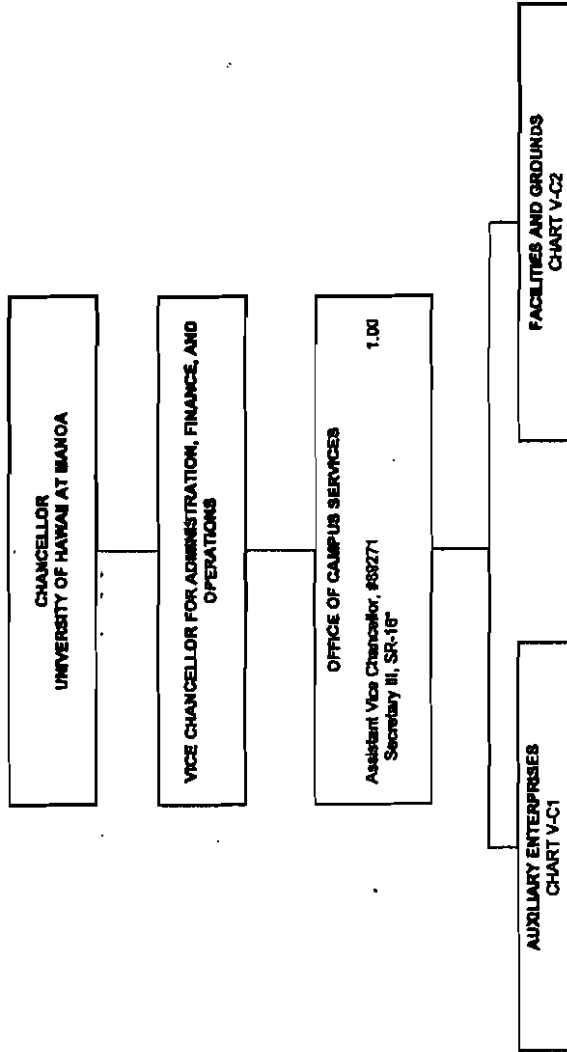 CHANCELLOR
UNIVERSITY OF HAWAII AT MANOA
VICE CHANCELLOR FOR ADMINISTRATION, FINANCE, AND
OPERATIONS
OFFICE OF CAMPUS SERVICES
Assistant Vice Chancellor, #89271 1.00
Secretary III, SR-16*
AUXILIARY ENTERPRISES
CHART V-C1
FACILITIES AND GROUNDS
CHART V-C2